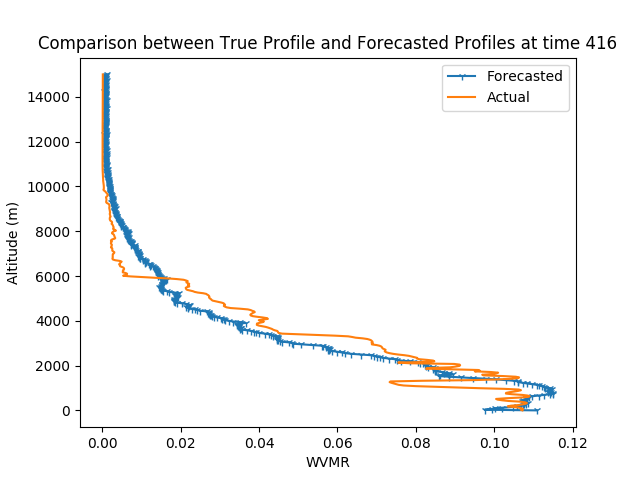 Comparison between True Profile and Forecasted Profiles at time 416
Forecasted
Actual
14000
12000
10000
8000
6000
4000
2000
0
Altitude (m)
0.00 0.02 0.04 0.06 0.08 0.10 0.12
WVMR